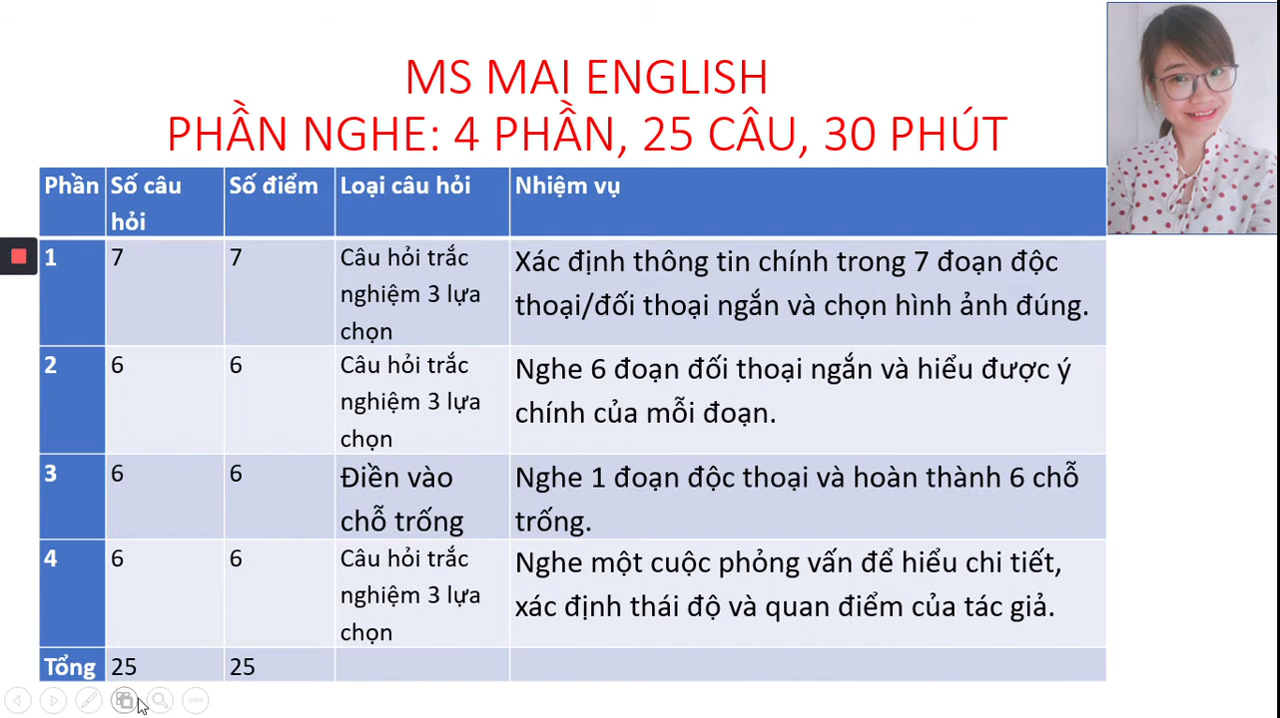 MS MAI ENGLISH
PHẦN NGHE: 4 PHẦN, 25 CÂU, 30 PHÚT
Phần Số câu hỏi Số điểm Loại câu hỏi Nhiệm vụ
1 7 7 Câu hỏi trắc nghiệm 3 lựa chọn Xác định thông tin chính trong 7 đoạn độc thoại/đối thoại ngắn và chọn hình ảnh đúng.
2 6 6 Câu hỏi trắc nghiệm 3 lựa chọn Nghe 6 đoạn đối thoại ngắn và hiểu được ý chính của mỗi đoạn.
3 6 6 Điền vào chỗ trống Nghe 1 đoạn độc thoại và hoàn thành 6 chỗ trống.
4 6 6 Câu hỏi trắc nghiệm 3 lựa chọn Nghe một cuộc phỏng vấn để hiểu chi tiết, xác định thái độ và quan điểm của tác giả.
Tổng 25 25